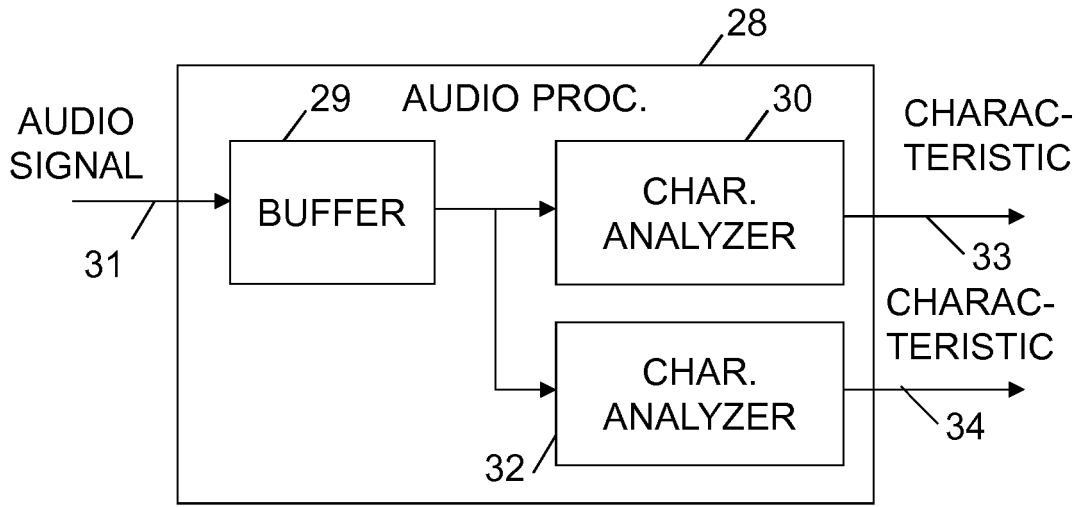 28
29
AUDIO PROC.
30
AUDIO
SIGNAL
CHARAC-
TERISTIC
BUFFER
CHAR.
ANALYZER
31
33
CHARAC-
TERISTIC
CHAR.
ANALYZER
32
34